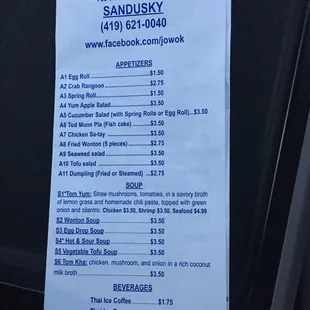 SANDUSKY
(419) 621-0040
www.facebook.com/jowok
APPETIZERS
A1 Egg Roll $1.50
A2 Crab Rangoon $2.75
A3 Spring Roll $1.50
A4 Yum Apple Salad $3.50
A5 Cucumber Salad (with Spring Rolls or Egg Roll)...$3.50
A6 Tod Munn Pla (Fish cake) $3.50
A7 Chicken Sa-tay $3.50
A8 Fried Wonton (5 pieces) $2.75
A9 Seaweed salad $3.50
A10 Tofu salad $3.50
A11 Dumpling (Fried or Steamed) $2.75
SOUP
S1*Tom Yum: Straw mushrooms, tomatoes, in a savory broth
of lemon grass and homemade chili paste, topped with green
onion and cilantro. Chicken $3.50, Shrimp $3.50, Seafood $4.99
S2 Wonton Soup $3.50
S3 Egg Drop Soup $3.50
S4* Hot & Sour Soup $3.50
S5 Vegetable Tofu Soup $3.50
S6 Tom Kha: chicken, mushroom, and onion in a rich coconut
milk broth $3.50
BEVERAGES
Thai Ice Coffee $1.75